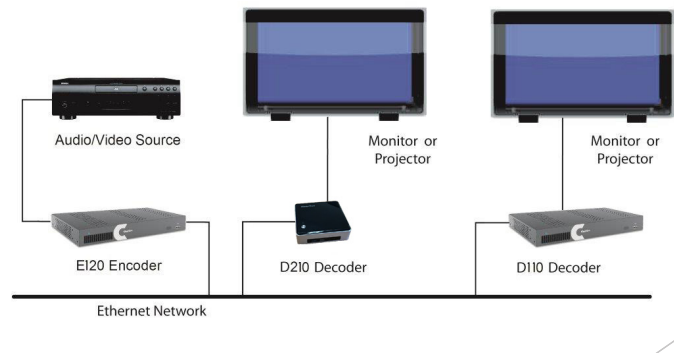 Audio/Video Source
Monitor or
Projector
Monitor or
Projector
E120 Encoder
D210 Decoder
D110 Decoder
Ethernet Network